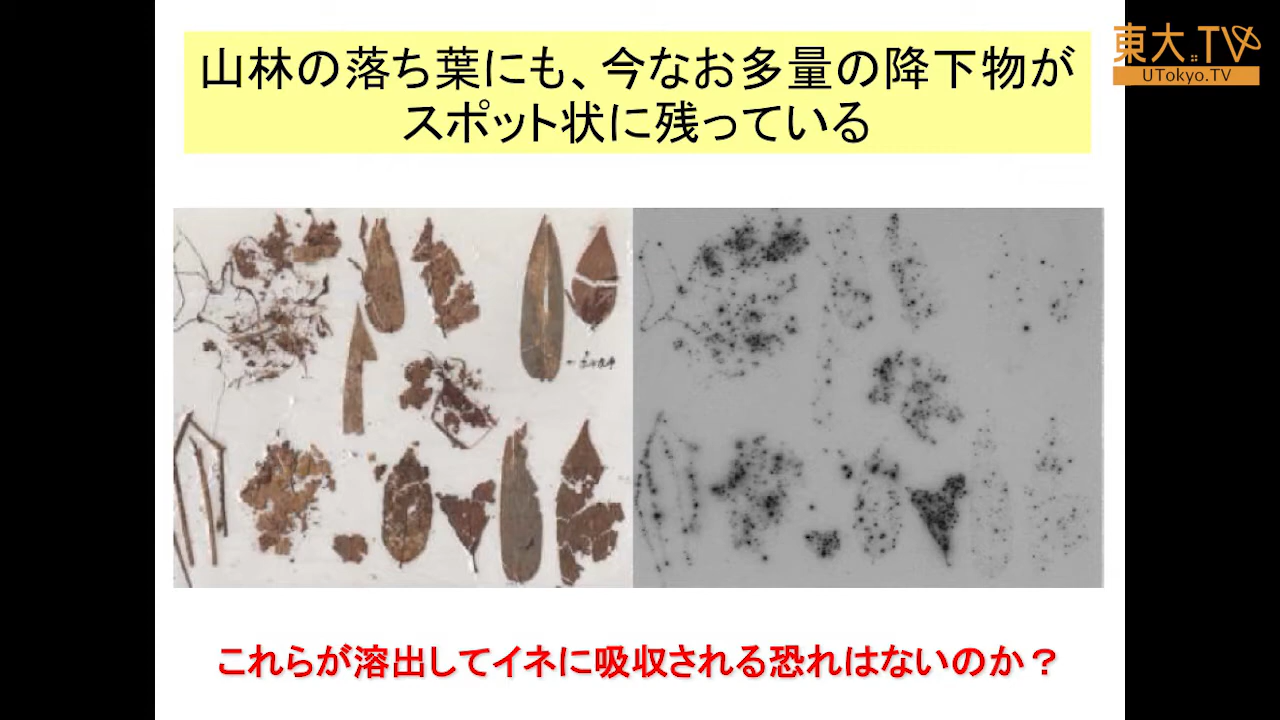 山林の落ち葉にも、今なお多量の降下物が
スポット状に残っている
東大.TV
UTokyo.TV
これらが溶出してイネに吸収される恐れはないのか？